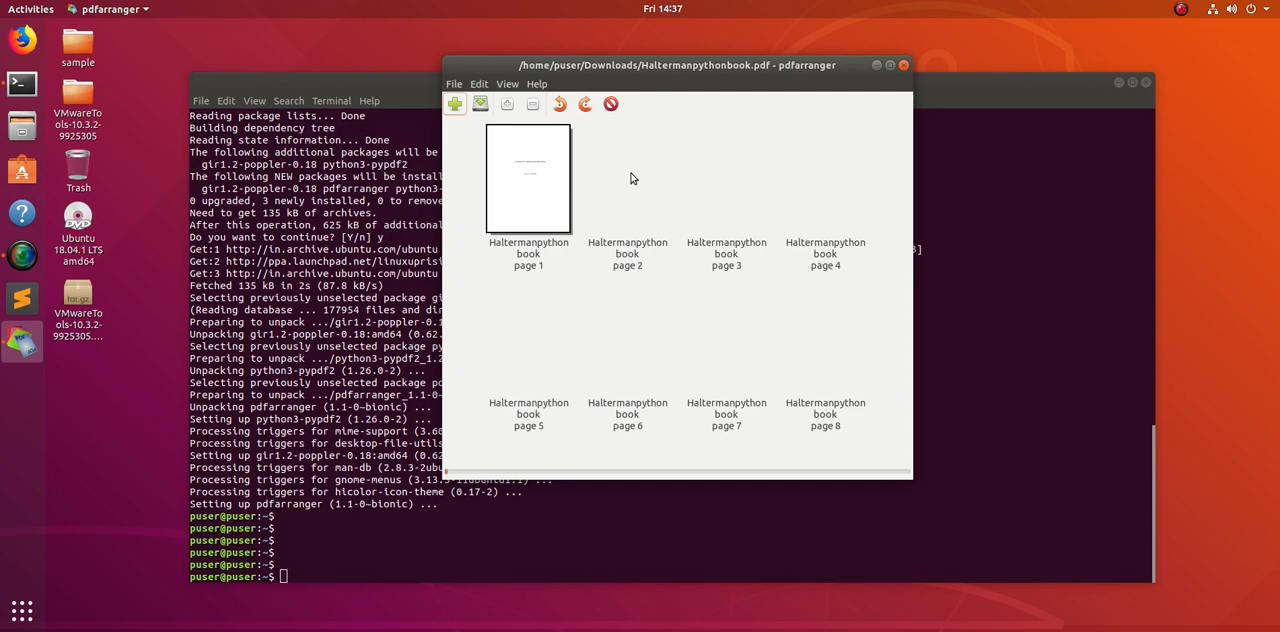 Activities
pdfarranger
Fri 14:37
sample
VMwareTo
ols-10.3.2-
9925305
Trash
Ubuntu
18.04.1 LTS
amd64
tar.gz
VMwareTo
ols-10.3.2-
9925305....
File Edit View Search Terminal Help
Reading package lists... Done
Building dependency tree
Reading state information... Done
The following additional packages will be
gir1.2-poppler-0.18 python3-pypdf2
The following NEW packages will be install
gir1.2-poppler-0.18 pdfarranger python3-
0 upgraded, 3 newly installed, 0 to remove
Need to get 135 kB of archives.
After this operation, 625 kB of additional
Do you want to continue? [Y/n] y
Get:1 http://in.archive.ubuntu.com/ubuntu
Get:2 http://ppa.launchpad.net/linuxupris
Get:3 http://in.archive.ubuntu.com/ubuntu
Fetched 135 kB in 2s (87.8 kB/s)
Selecting previously unselected package gi
(Reading database ... 177954 files and dir
Preparing to unpack .../gir1.2-poppler-0.1
Unpacking gir1.2-poppler-0.18:amd64 (0.62.
Selecting previously unselected package py
Preparing to unpack .../python3-pypdf2_1.2
Unpacking python3-pypdf2 (1.26.0-2) ...
Selecting previously unselected package
Preparing to unpack .../pdfarranger_1.1-0~
Unpacking pdfarranger (1.1-0~bionic) ...
Setting up python3-pypdf2 (1.26.0-2) ...
Processing triggers for mime-support (3.60
Processing triggers for desktop-file-utils
Setting up gir1.2-poppler-0.18:amd64 (0.62
Processing triggers for man-db (2.8.3-2ubu
Processing triggers for gnome-menus
Processing triggers for hicolor-icon-theme (0.17-2) ...
Setting up pdfarranger (1.1-0~bionic) ...
puser@puser:~$
puser@puser:~$
puser@puser:~$
puser@puser:~$
puser@puser:~$
puser@puser:~$
/home/puser/Downloads/Haltermanpythonbook.pdf - pdfarranger
File Edit View Help
Haltermanpython
book
page 1
Haltermanpython
book
page 2
Haltermanpython
book
page 3
Haltermanpython
book
page 4
Haltermanpython
book
page 5
Haltermanpython
book
page 6
Haltermanpython
book
page 7
Haltermanpython
book
page 8